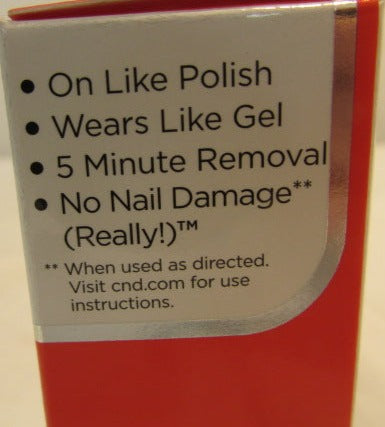 • On Like Polish
• Wears Like Gel
• 5 Minute Removal
• No Nail Damage**
(Really!)™
** When used as directed.
Visit cnd.com for use
instructions.